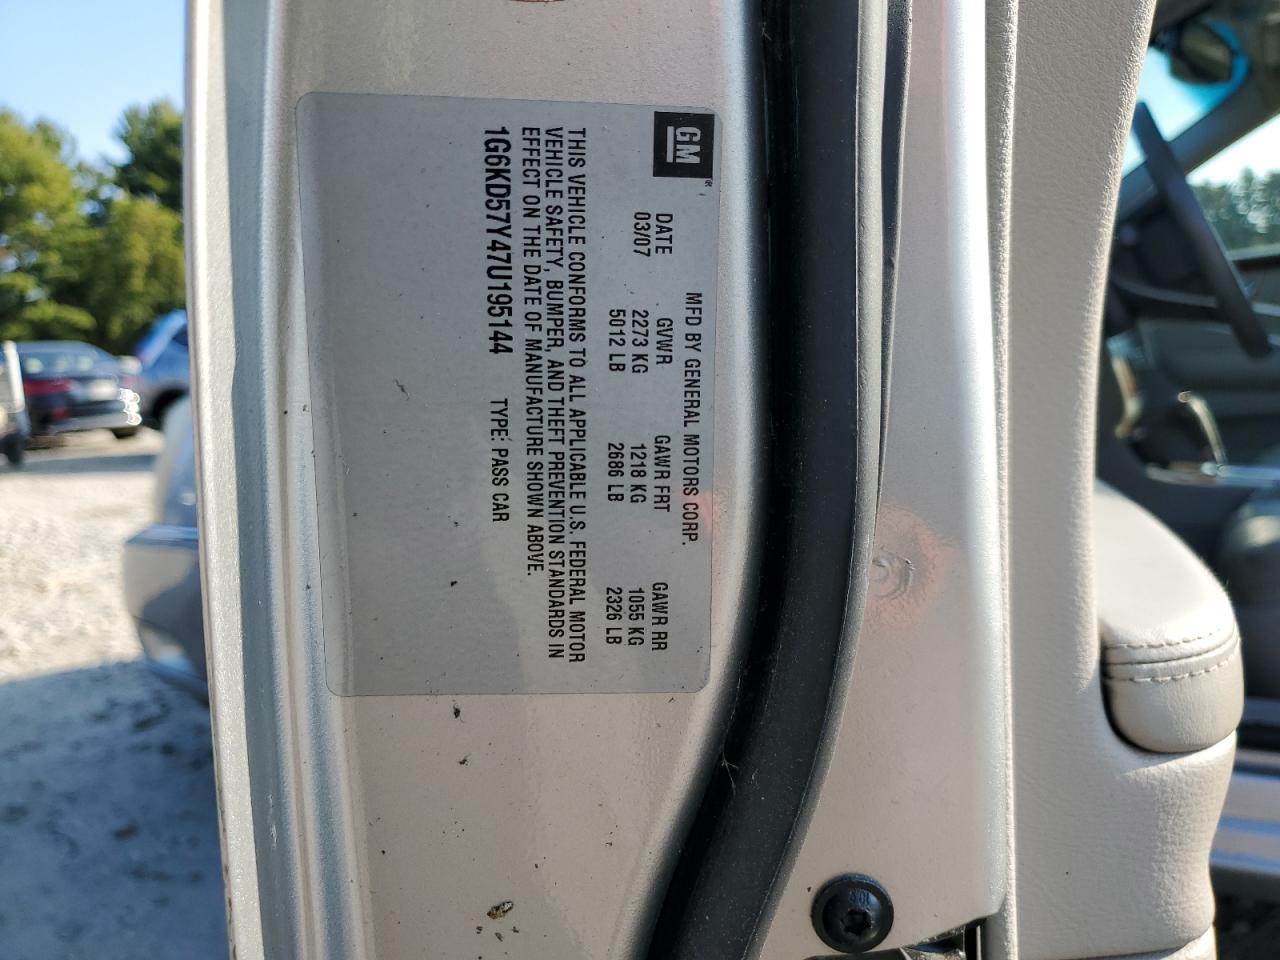 GM
MFD BY GENERAL MOTORS CORP.
DATE GVWR GAWR FRT GAWR RR
03/07 2273 KG 1218 KG 1055 KG
5012 LB 2686 LB 2326 LB
THIS VEHICLE CONFORMS TO ALL APPLICABLE U.S. FEDERAL MOTOR
VEHICLE SAFETY, BUMPER, AND THEFT PREVENTION STANDARDS IN
EFFECT ON THE DATE OF MANUFACTURE SHOWN ABOVE.
1G6KD57Y47U195144 TYPE: PASS CAR